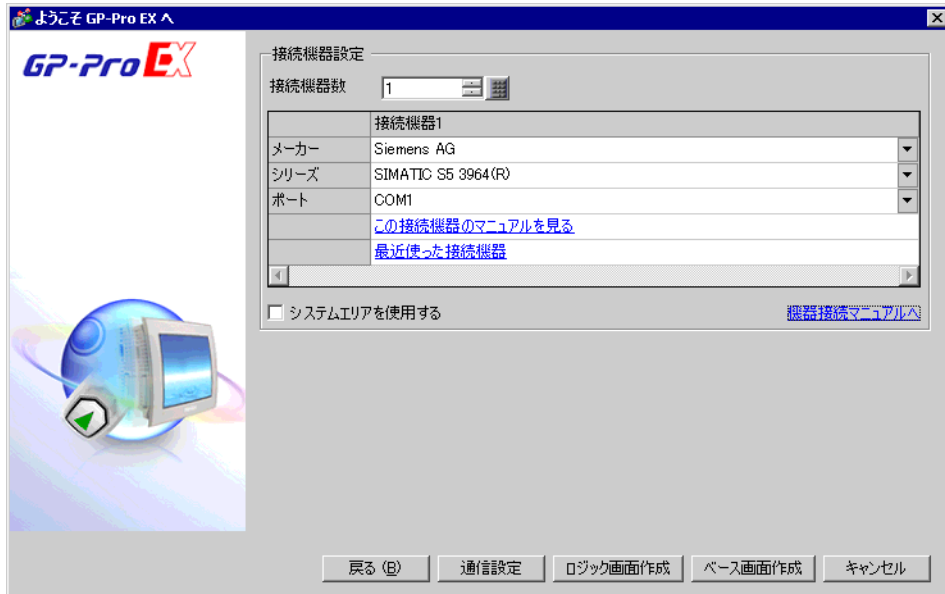 ようこそ GP-Pro EX へ
GP-Pro EX
接続機器設定
接続機器数 1
接続機器1
メーカー Siemens AG
シリーズ SIMATIC S5 3964(R)
ポート COM1
この接続機器のマニュアルを見る
最近使った接続機器
システムエリアを使用する 機器接続マニュアルへ
戻る (B) 通信設定 ロジック画面作成 ベース画面作成 キャンセル